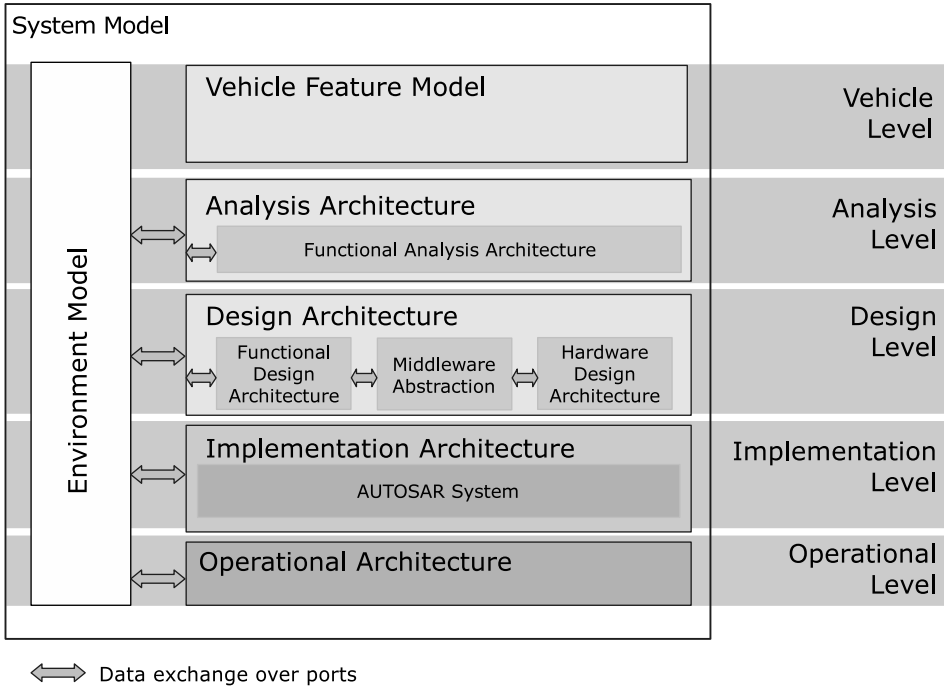 System Model
Vehicle Feature Model
Vehicle
Level
Environment Model
Analysis Architecture
Functional Analysis Architecture
Analysis
Level
Design Architecture
Functional
Design
Architecture
Middleware
Abstraction
Hardware
Design
Architecture
Design
Level
Implementation Architecture
AUTOSAR System
Implementation
Level
Operational Architecture
Operational
Level
Data exchange over ports